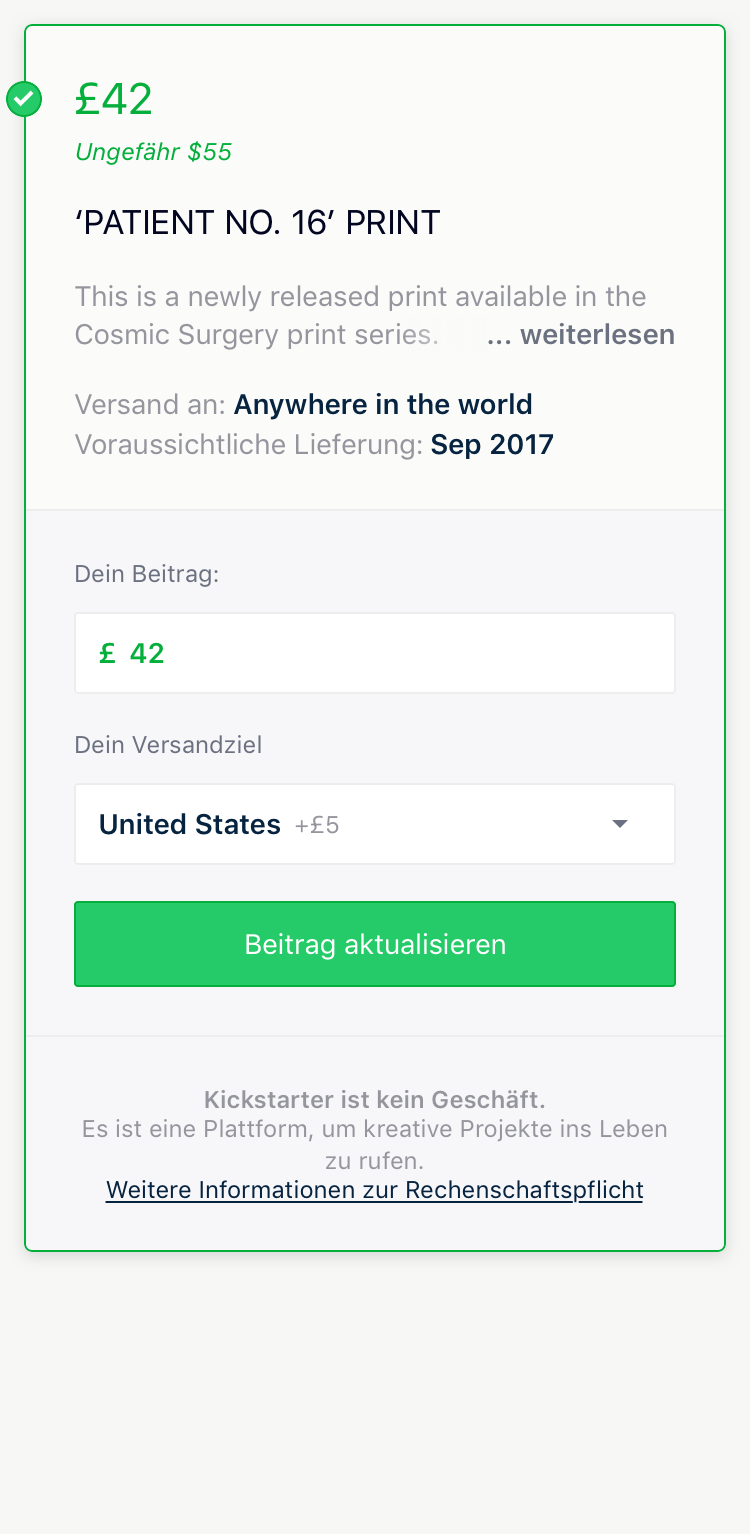 £42
Ungefähr $55
‘PATIENT NO. 16’ PRINT
This is a newly released print available in the
Cosmic Surgery print series. ... weiterlesen
Versand an: Anywhere in the world
Voraussichtliche Lieferung: Sep 2017
Dein Beitrag:
£ 42
Dein Versandziel
United States +£5
Beitrag aktualisieren
Kickstarter ist kein Geschäft.
Es ist eine Plattform, um kreative Projekte ins Leben
zu rufen.
Weitere Informationen zur Rechenschaftspflicht